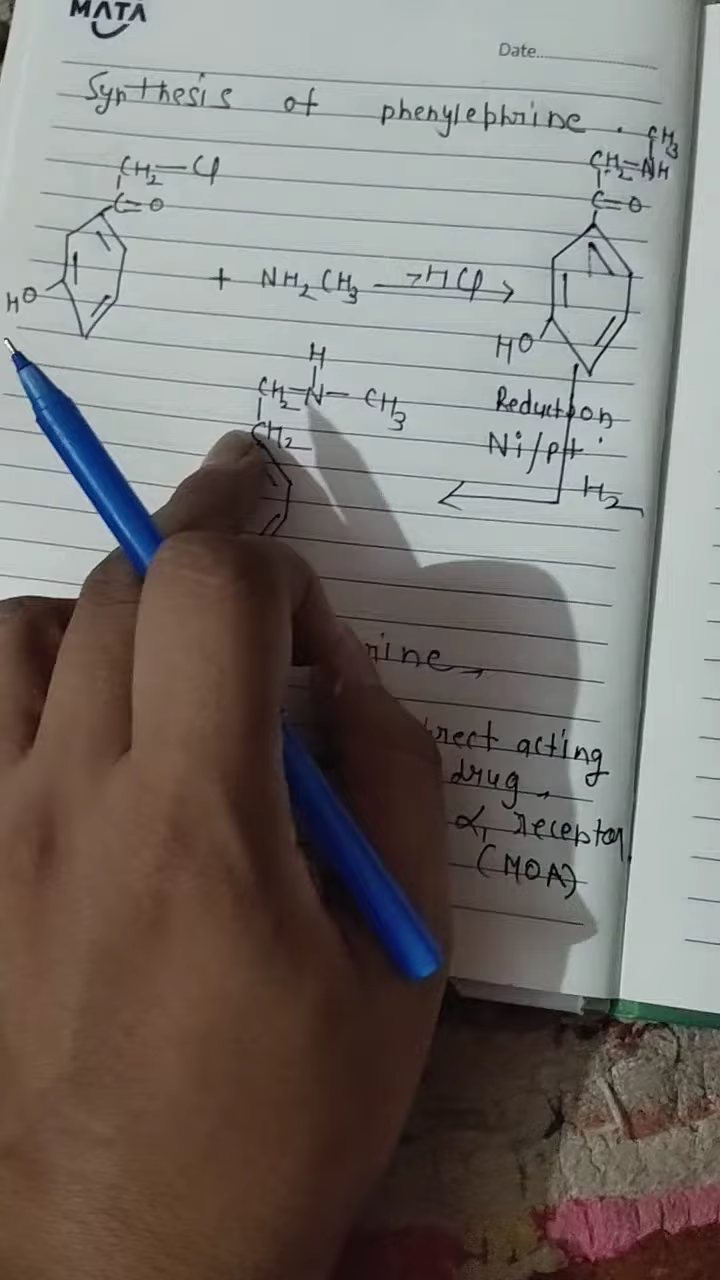 MATA
Date
Synthesis of phenylephrine.
CH2—Cl
C=O
HO
+ NH2CH3 —HCl→
CH3
CH2—NH
C=O
HO
H
CH2—N—CH3
CH2
Reduction
Ni/Pt
H2
rine
rect acting
drug
α1 receptor
(MOA)